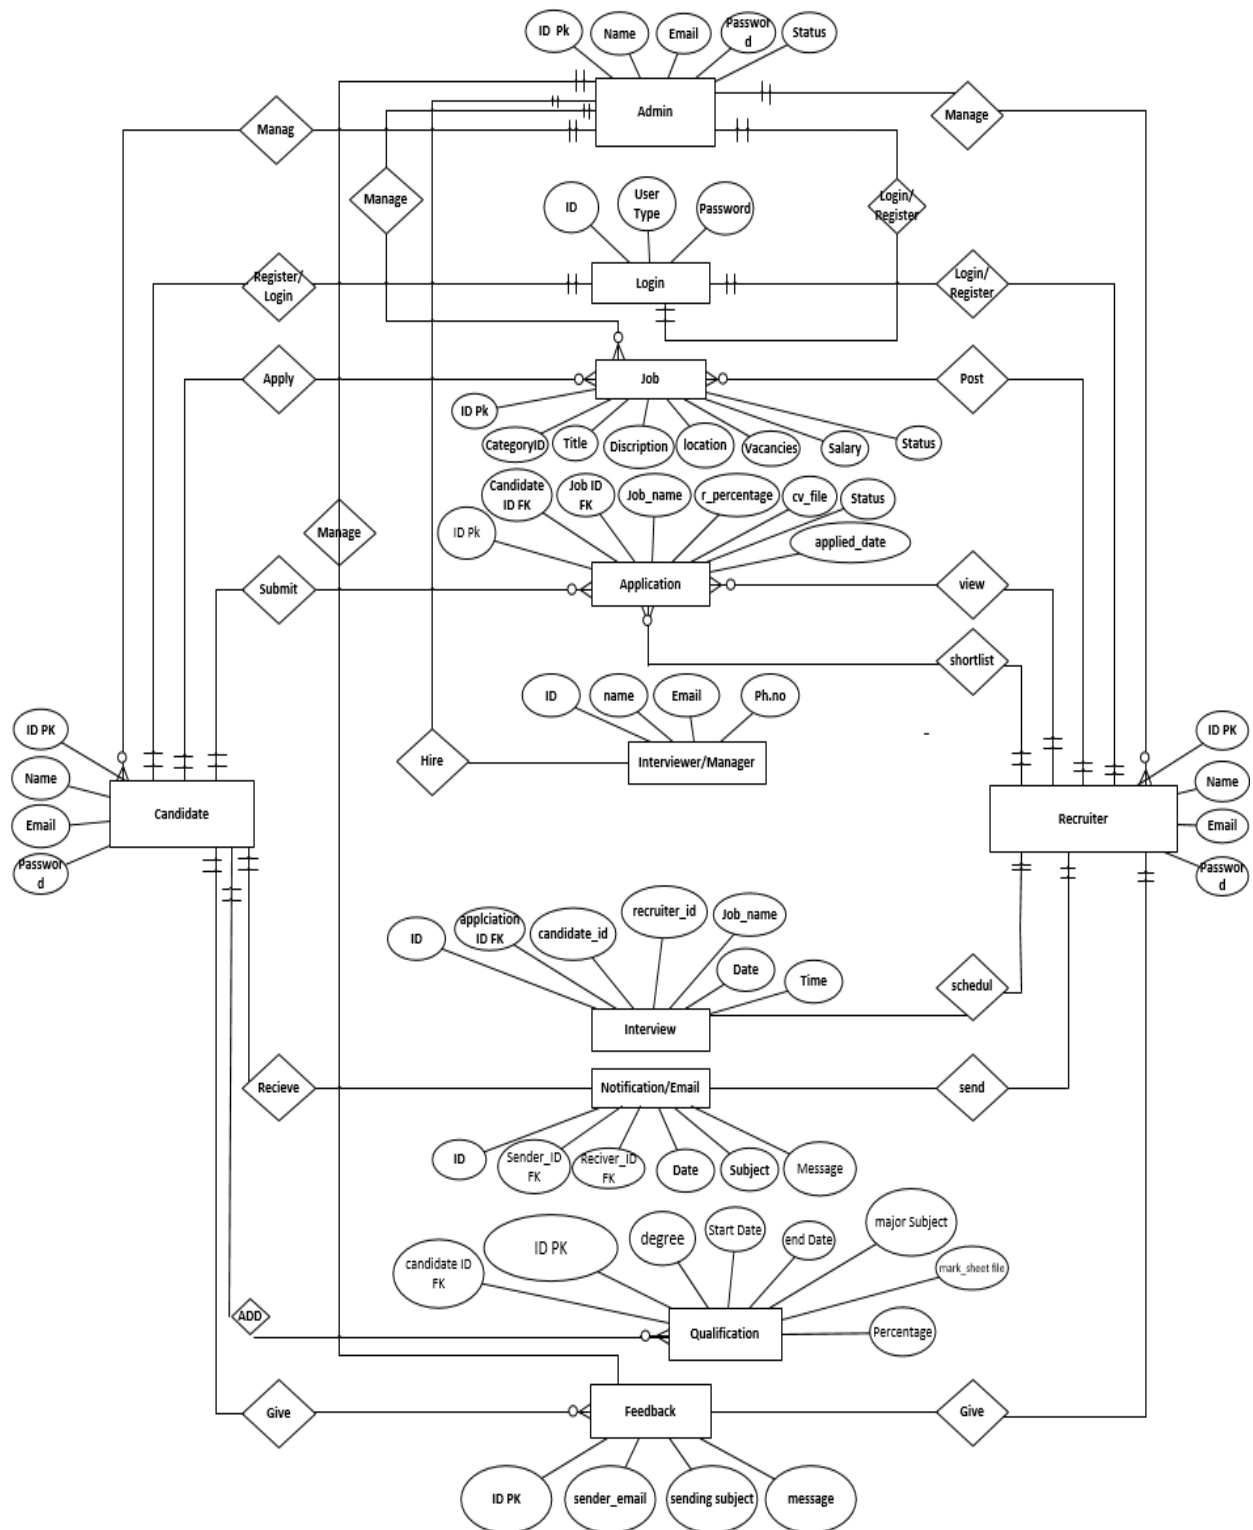 ID Pk
Name
Email
Passwor
d
Status
Admin
Manag
Manage
Manage
Login/
Register
ID
User
Type
Password
Login
Register/
Login
Login/
Register
Apply
Job
Post
ID Pk
CategoryID
Title
Discription
location
Vacancies
Salary
Status
Candidate
ID FK
Job ID
FK
Job_name
r_percentage
cv_file
Status
ID Pk
applied_date
Manage
Submit
Application
view
shortlist
ID
name
Email
Ph.no
Hire
Interviewer/Manager
-
ID PK
Name
Email
Passwor
d
Candidate
Recruiter
ID PK
Name
Email
Passwor
d
ID
applciation
ID FK
candidate_id
recruiter_id
Job_name
Date
Time
schedul
Interview
Recieve
Notification/Email
send
ID
Sender_ID
FK
Reciver_ID
FK
Date
Subject
Message
candidate ID
FK
ID PK
degree
Start Date
end Date
major Subject
mark_sheet file
Percentage
ADD
Qualification
Give
Feedback
Give
ID PK
sender_email
sending subject
message